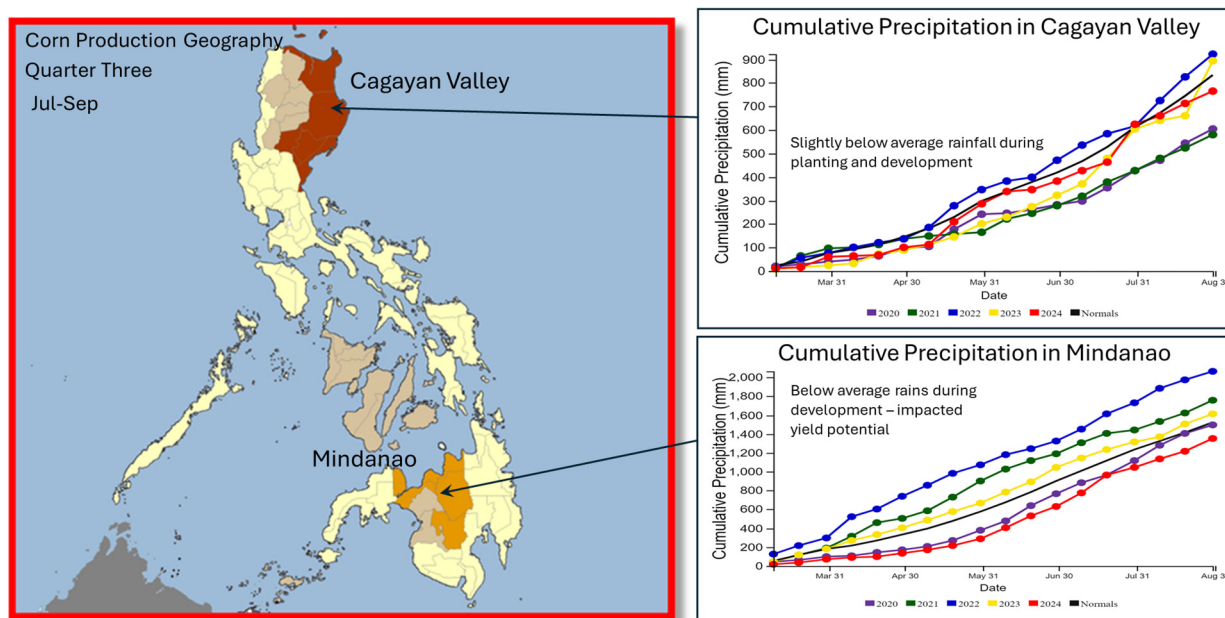 Corn Production Geography
Quarter Three
Jul-Sep
Cagayan Valley
Mindanao
Cumulative Precipitation in Cagayan Valley
Cumulative Precipitation (mm)
900
800
700
600
500
400
300
200
100
0
Slightly below average rainfall during
planting and development
Mar 31
Apr 30
May 31
Jun 30
Jul 31
Aug 3
Date
2020 2021 2022 2023 2024 Normals
Cumulative Precipitation in Mindanao
Cumulative Precipitation (mm)
2,000
1,800
1,600
1,400
1,200
1,000
800
600
400
200
0
Below average rains during
development – impacted
yield potential
Mar 31
Apr 30
May 31
Jun 30
Jul 31
Aug 3
Date
2020 2021 2022 2023 2024 Normals